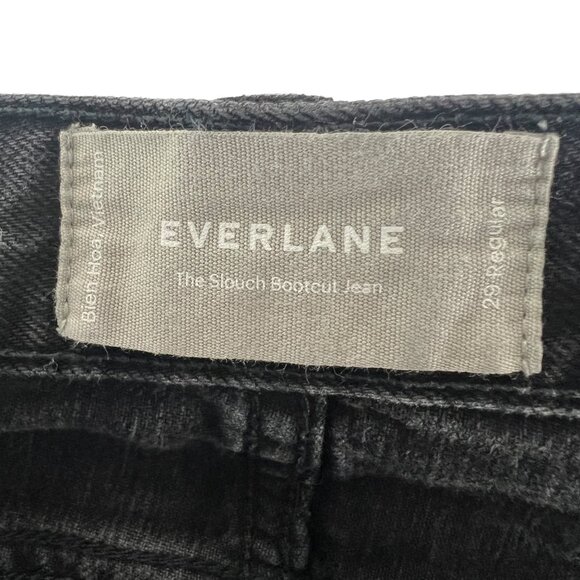 Bien Hoa, Vietnam
EVERLANE
The Slouch Bootcut Jean
29 Regular